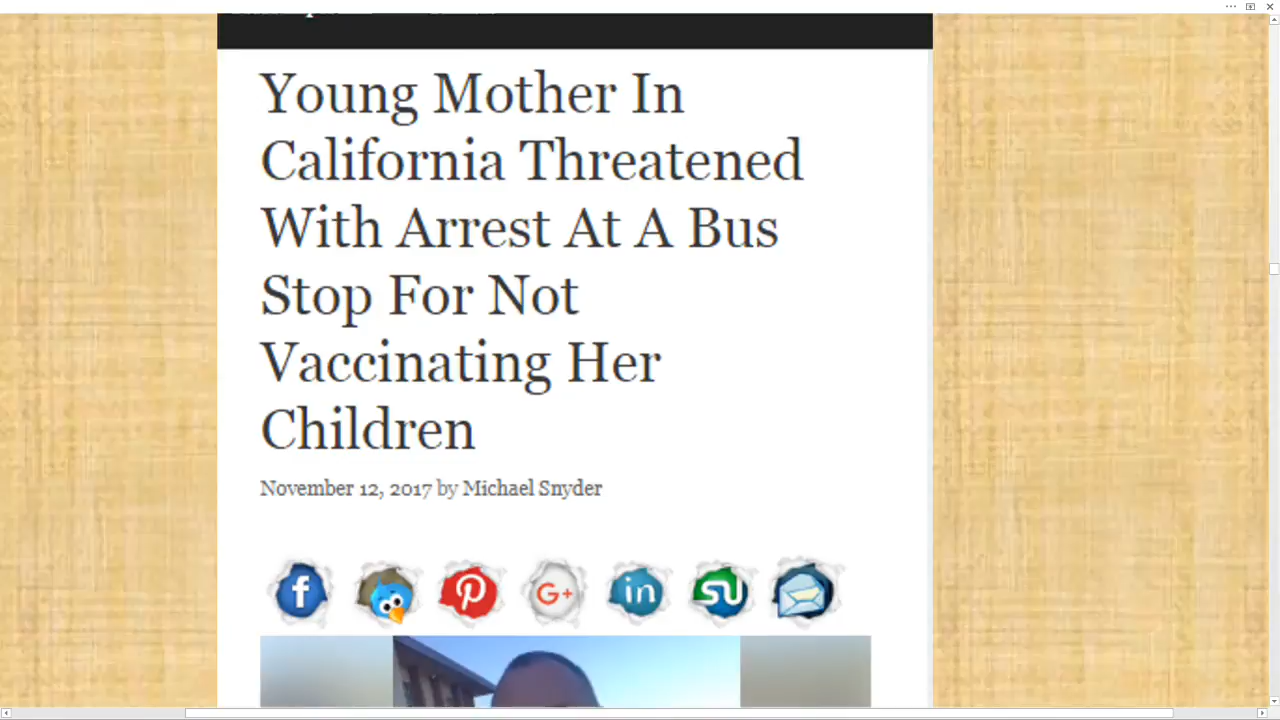 Young Mother In
California Threatened
With Arrest At A Bus
Stop For Not
Vaccinating Her
Children
November 12, 2017 by Michael Snyder
f G+ in